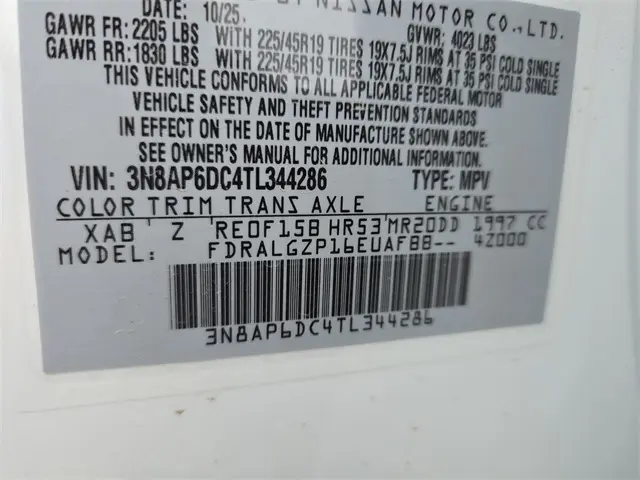 DATE: 10/25. BY NISSAN MOTOR CO., LTD.
GAWR FR: 2205 LBS GVWR: 4023 LBS
WITH 225/45R19 TIRES 19X7.5J RIMS AT 35 PSI COLD SINGLE
GAWR RR: 1830 LBS WITH 225/45R19 TIRES 19X7.5J RIMS AT 35 PSI COLD SINGLE
THIS VEHICLE CONFORMS TO ALL APPLICABLE FEDERAL MOTOR
VEHICLE SAFETY AND THEFT PREVENTION STANDARDS
IN EFFECT ON THE DATE OF MANUFACTURE SHOWN ABOVE.
SEE OWNER'S MANUAL FOR ADDITIONAL INFORMATION.
VIN: 3N8AP6DC4TL344286 TYPE: MPV
COLOR TRIM TRANS AXLE ENGINE
XAB Z RE0F15B HR53 MR20DD 1997 CC
MODEL: FDRALGZP16EUAFBB-- 4Z000
3N8AP6DC4TL344286